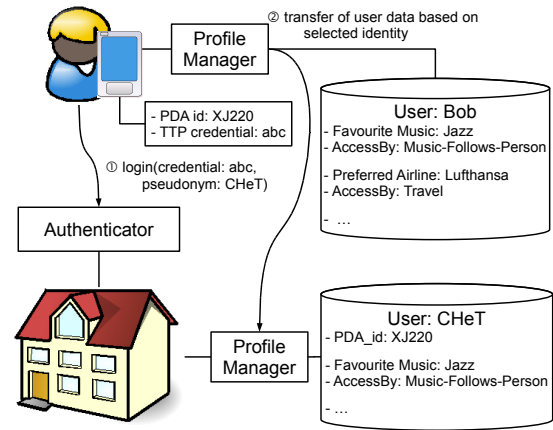 ② transfer of user data based on
selected identity
Profile
Manager
- PDA id: XJ220
- TTP credential: abc
User: Bob
- Favourite Music: Jazz
- AccessBy: Music-Follows-Person
- Preferred Airline: Lufthansa
- AccessBy: Travel
- ...
① login(credential: abc,
pseudonym: CHeT)
Authenticator
Profile
Manager
User: CHeT
- PDA_id: XJ220
- Favourite Music: Jazz
- AccessBy: Music-Follows-Person
- ...